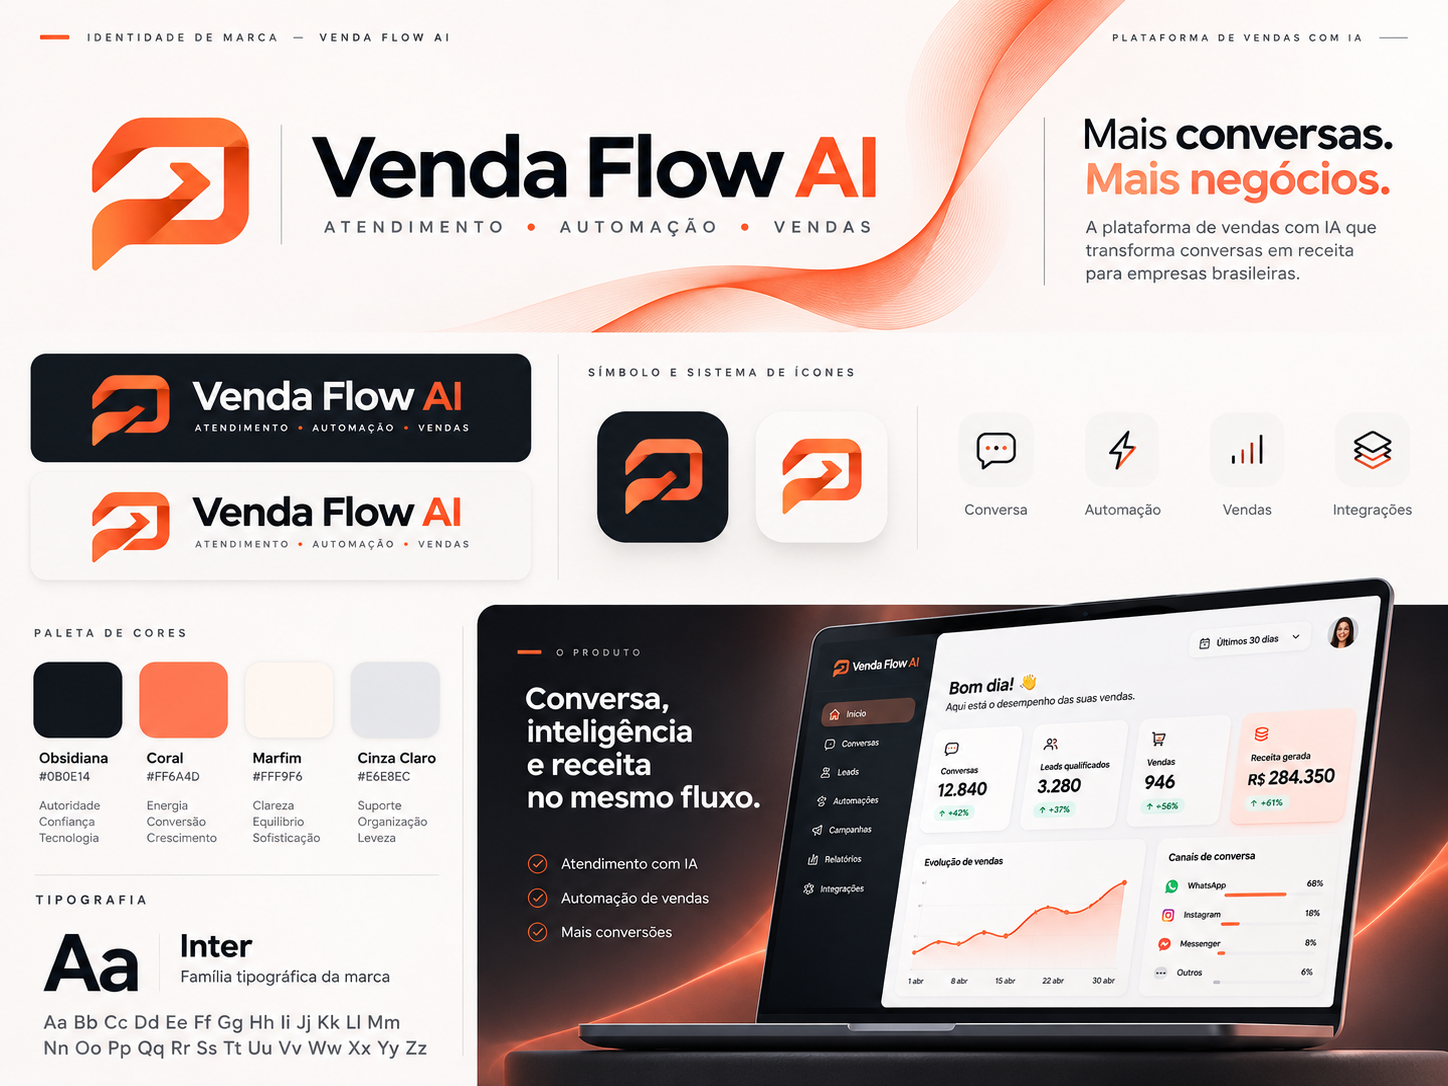 IDENTIDADE DE MARCA — VENDA FLOW AI
PLATAFORMA DE VENDAS COM IA
Venda Flow AI
ATENDIMENTO • AUTOMAÇÃO • VENDAS
Mais conversas.
Mais negócios.
A plataforma de vendas com IA que
transforma conversas em receita
para empresas brasileiras.
Venda Flow AI
ATENDIMENTO • AUTOMAÇÃO • VENDAS
Venda Flow AI
ATENDIMENTO • AUTOMAÇÃO • VENDAS
SÍMBOLO E SISTEMA DE ÍCONES
Conversa
Automação
Vendas
Integrações
PALETA DE CORES
Obsidiana
#0B0E14
Autoridade
Confiança
Tecnologia
Coral
#FF6A4D
Energia
Conversão
Crescimento
Marfim
#FFF9F6
Clareza
Equilíbrio
Sofisticação
Cinza Claro
#E6E8EC
Suporte
Organização
Leveza
TIPOGRAFIA
Aa
Inter
Família tipográfica da marca
Aa Bb Cc Dd Ee Ff Gg Hh Ii Jj Kk Ll Mm
Nn Oo Pp Qq Rr Ss Tt Uu Vv Ww Xx Yy Zz
O PRODUTO
Conversa,
inteligência
e receita
no mesmo fluxo.
Atendimento com IA
Automação de vendas
Mais conversões
Venda Flow AI
Início
Conversas
Leads
Automações
Campanhas
Relatórios
Integrações
Últimos 30 dias
Bom dia! 👋
Aqui está o desempenho das suas vendas.
Conversas
12.840
↑ +42%
Leads qualificados
3.280
↑ +37%
Vendas
946
↑ +56%
Receita gerada
R$ 284.350
↑ +61%
Evolução de vendas
1 abr
8 abr
15 abr
22 abr
30 abr
Canais de conversa
WhatsApp 68%
Instagram 18%
Messenger 8%
Outros 6%